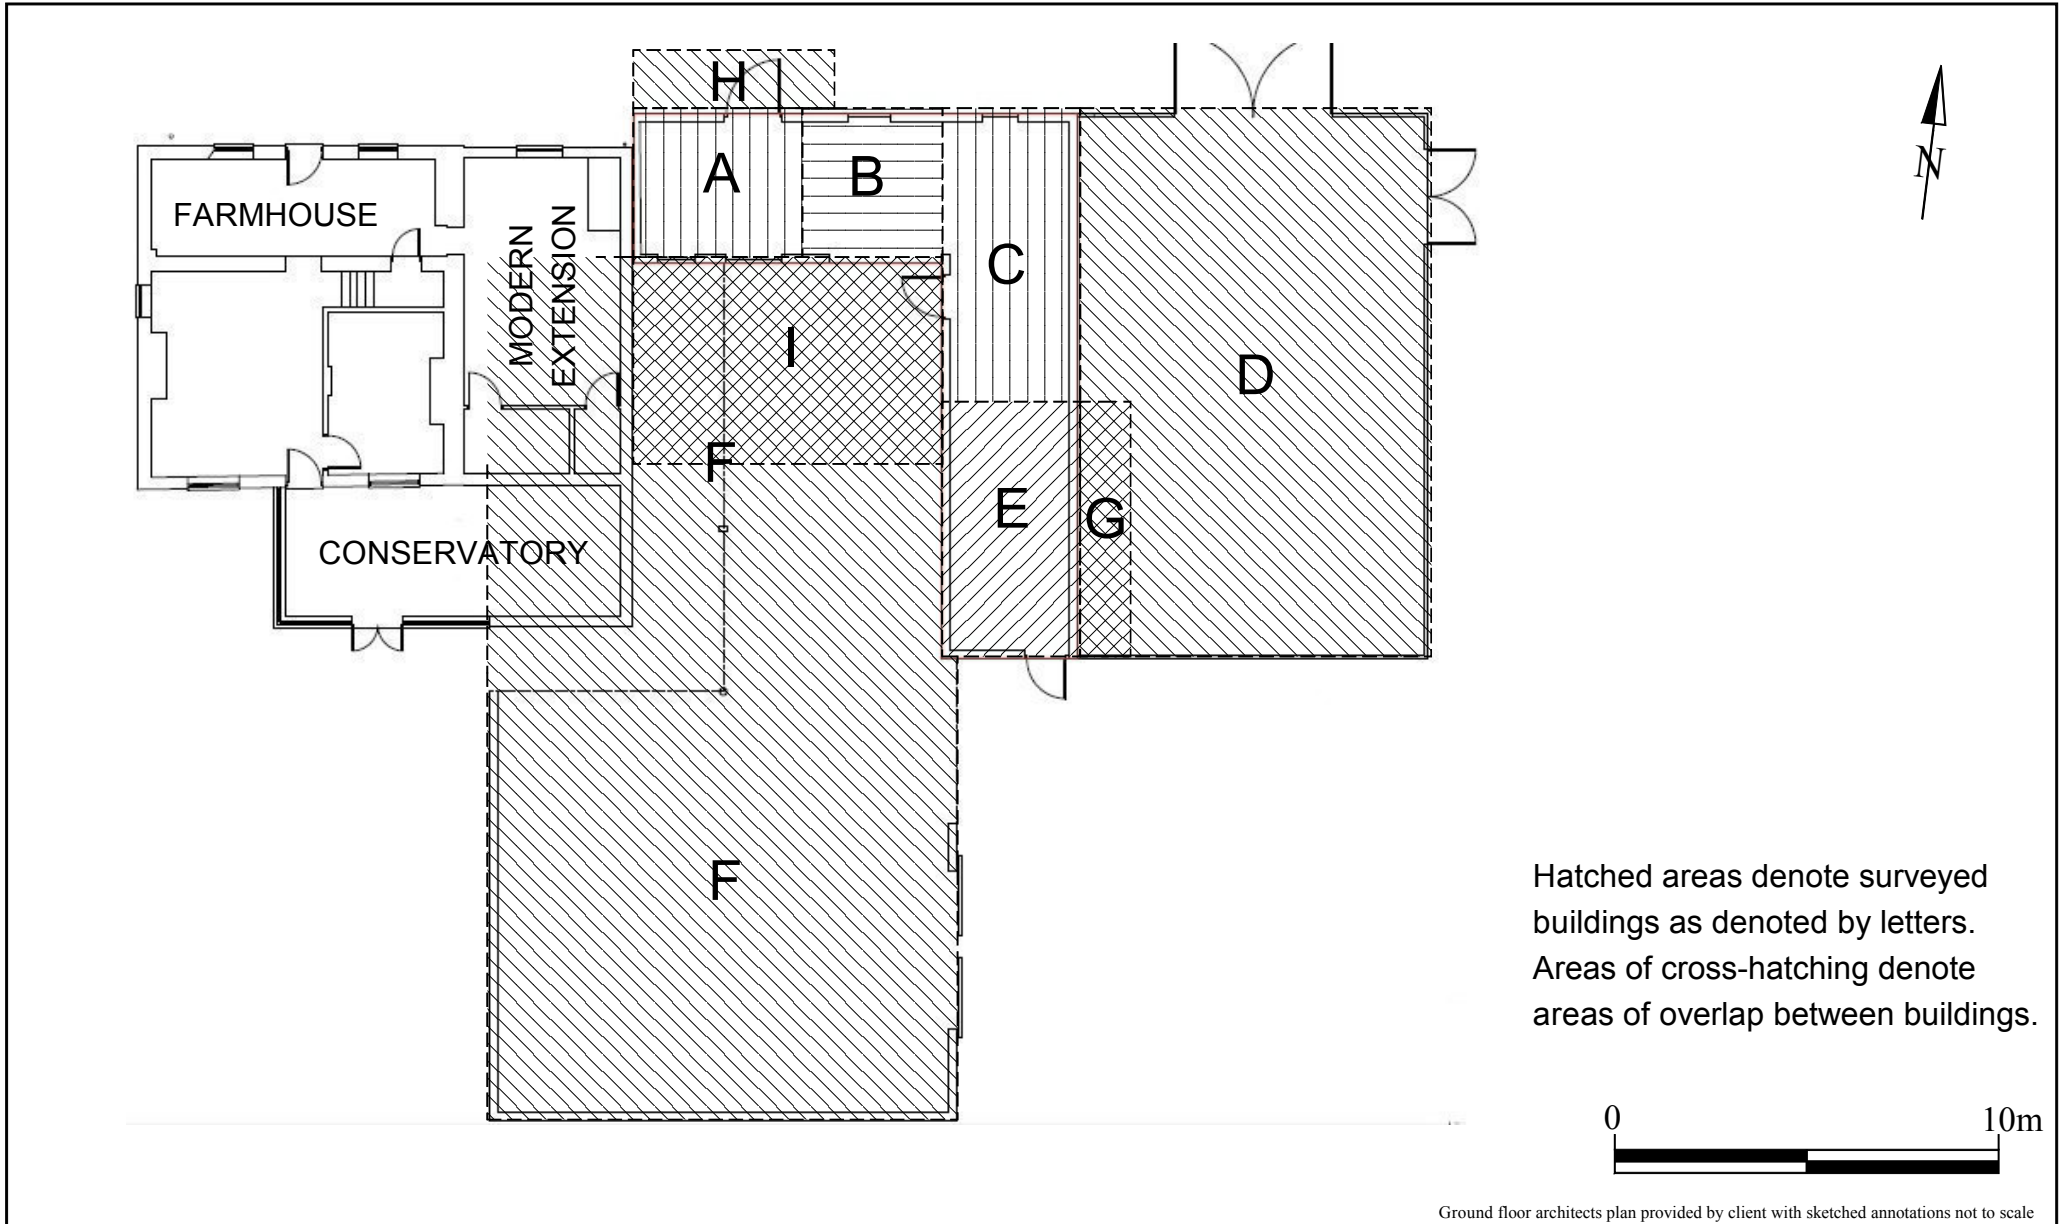 H
N
A
B
FARMHOUSE
MODERN
EXTENSION
C
I
D
F
E
G
CONSERVATORY
F
Hatched areas denote surveyed
buildings as denoted by letters.
Areas of cross-hatching denote
areas of overlap between buildings.
0 10m
Ground floor architects plan provided by client with sketched annotations not to scale